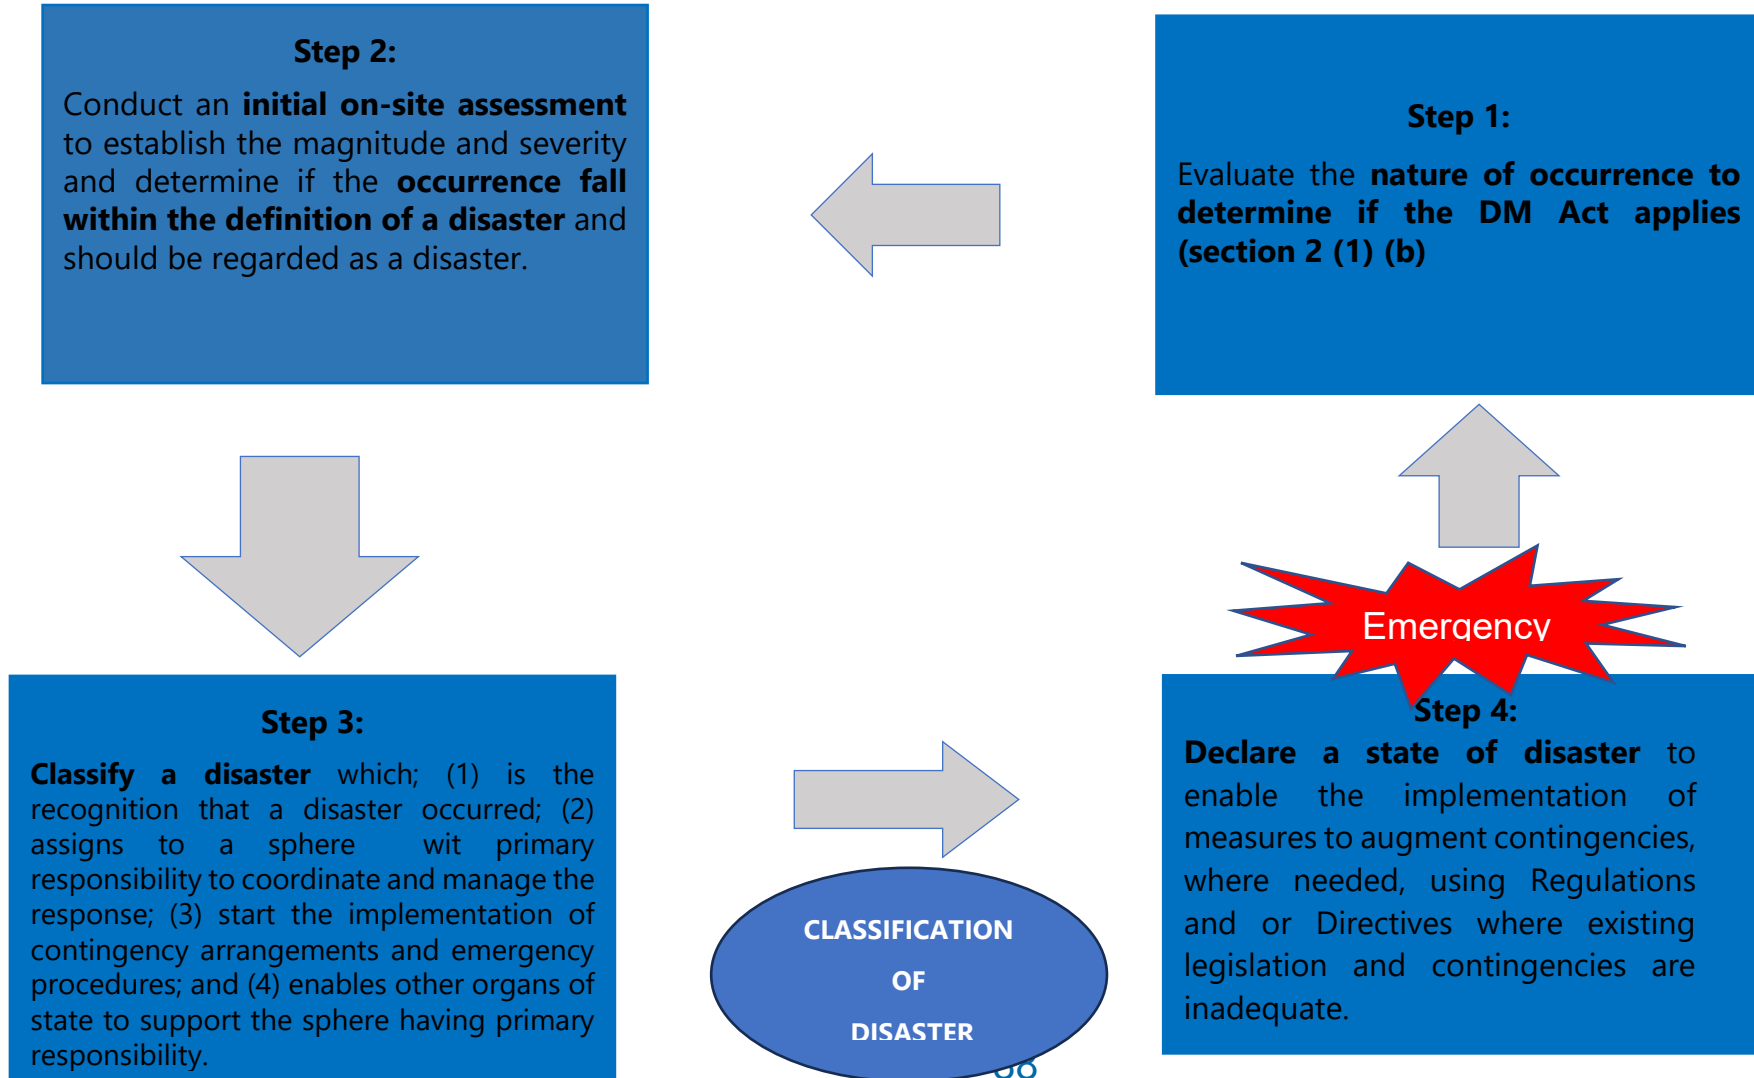 Step 2:
Conduct an initial on-site assessment
to establish the magnitude and severity
and determine if the occurrence fall
within the definition of a disaster and
should be regarded as a disaster.
Step 1:
Evaluate the nature of occurrence to
determine if the DM Act applies
(section 2 (1) (b)
Emergency
Step 3:
Classify a disaster which; (1) is the
recognition that a disaster occurred; (2)
assigns to a sphere wit primary
responsibility to coordinate and manage the
response; (3) start the implementation of
contingency arrangements and emergency
procedures; and (4) enables other organs of
state to support the sphere having primary
responsibility.
CLASSIFICATION
OF
DISASTER
Step 4:
Declare a state of disaster to
enable the implementation of
measures to augment contingencies,
where needed, using Regulations
and or Directives where existing
legislation and contingencies are
inadequate.